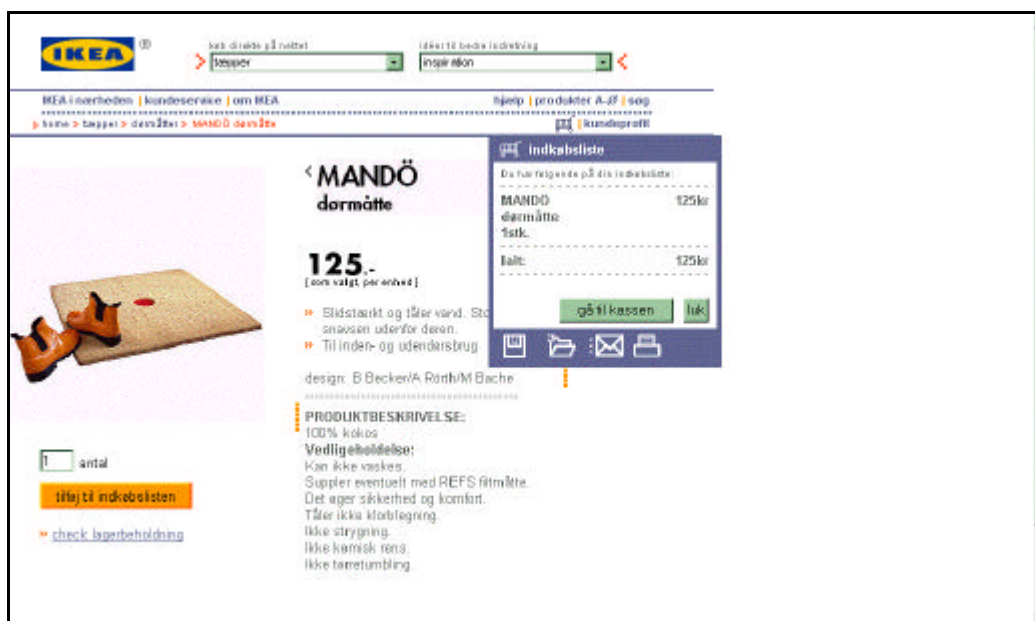 IKEA ®
køb direkte på nettet
idéer til bedre indretning
tæpper
inspiration
IKEA i nærheden | kundeservice | om IKEA
hjælp | produkter A-Ø | søg
home > tæpper > dørmåtter > MANDÖ dørmåtte
| kundeprofil
indkøbsliste
Du har følgende på din indkøbsliste:
MANDÖ 125kr
dørmåtte
1stk.
Ialt: 125kr
gå til kassen
luk
< MANDÖ
dørmåtte
125.-
[som valgt, per enhed]
» Slidstærkt og tåler vand. Sto
snavsen udenfor døren.
» Til inden- og udendørsbrug
design: B Becker/A Rörth/M Bache
PRODUKTBESKRIVELSE:
100% kokos
Vedligeholdelse:
Kan ikke vaskes.
Suppler eventuelt med REFS filtmåtte.
Det øger sikkerhed og komfort.
Tåler ikke klorblegning.
Ikke strygning.
Ikke kemisk rens.
Ikke tørretumbling.
1 antal
tilføj til indkøbslisten
» check lagerbeholdning